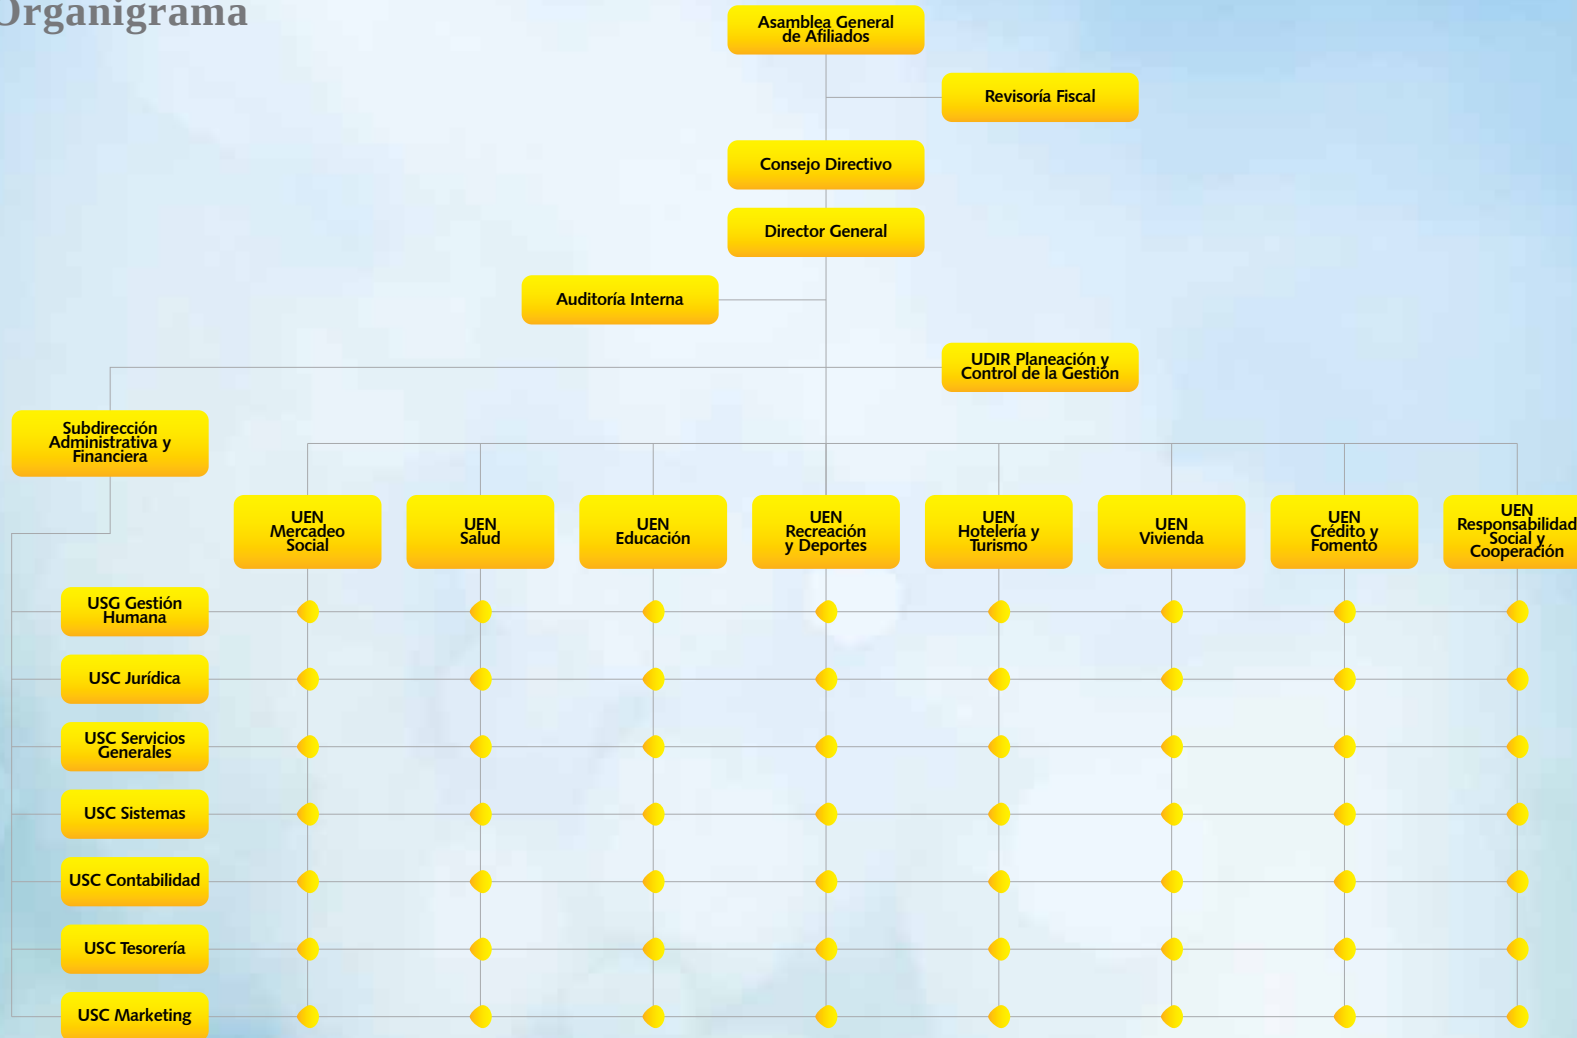 Organigrama
Asamblea General
de Afiliados
Revisoría Fiscal
Consejo Directivo
Director General
Auditoría Interna
UDIR Planeación y
Control de la Gestión
Subdirección
Administrativa y
Financiera
UEN
Mercadeo
Social
UEN
Salud
UEN
Educación
UEN
Recreación
y Deportes
UEN
Hotelería y
Turismo
UEN
Vivienda
UEN
Crédito y
Fomento
UEN
Responsabilidad
Social y
Cooperación
USG Gestión
Humana
USC Jurídica
USC Servicios
Generales
USC Sistemas
USC Contabilidad
USC Tesorería
USC Marketing